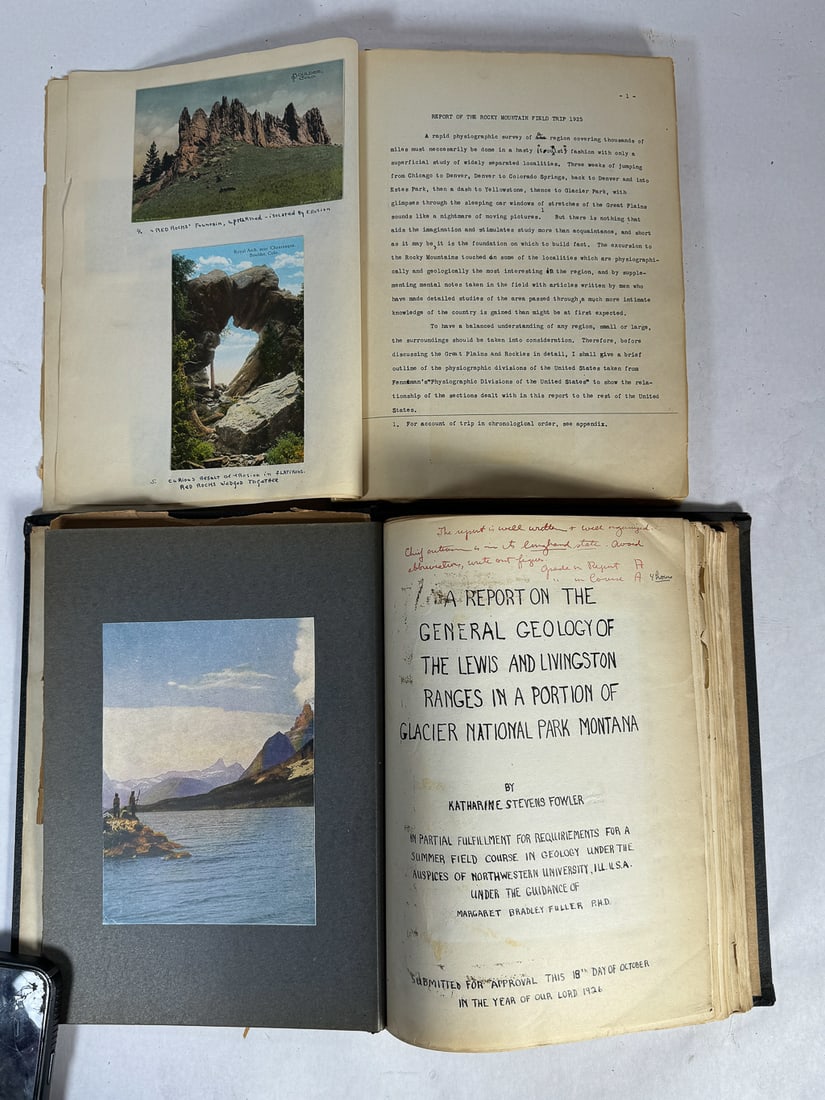 BOULDER,
COLO.
"RED ROCKS" Fountain, upturned - isolated by Erosion
Royal Arch, near Chautauqua,
Boulder, Colo.
5. Curious Result of Erosion in FLATIRONS.
RED ROCKS Wedged Together
- 1 -
REPORT OF THE ROCKY MOUNTAIN FIELD TRIP 1925
A rapid physiographic survey of a region covering thousands of
miles must neccesarily be done in a hasty fashion with only a
superficial study of widely separated localities. Three weeks of jumping
from Chicago to Denver, Denver to Colorado Springs, back to Denver and into
Estes Park, then a dash to Yellowstone, thence to Glacier Park, with
glimpses through the sleeping car windows of stretches of the Great Plains
sounds like a nightmare of moving pictures.1 But there is nothing that
aids the imagination and stimulates study more than acquaintance, and short
as it may be, it is the foundation on which to build fact. The excursion to
the Rocky Mountains touched on some of the localities which are physiographi-
cally and geologically the most interesting in the region, and by supple-
menting mental notes taken in the field with articles written by men who
have made detailed studies of the area passed through, a much more intimate
knowledge of the country is gained than might be at first expected.
To have a balanced understanding of any region, small or large,
the surroundings should be taken into consideration. Therefore, before
discussing the Great Plains and Rockies in detail, I shall give a brief
outline of the physiographic divisions of the United States taken from
Fenneman's "Physiographic Divisions of the United States" to show the rela-
tionship of the sections dealt with in this report to the rest of the United
States.
1. For account of trip in chronological order, see appendix.
The report is well written + well organized.
Chief outcrop is in its longhand state. Avoid
abbreviations, write out figures
Grade on Report A
" in Course A 4 hours
A REPORT ON THE
GENERAL GEOLOGY OF
THE LEWIS AND LIVINGSTON
RANGES IN A PORTION OF
GLACIER NATIONAL PARK MONTANA
BY
KATHARINE STEVENS FOWLER
IN PARTIAL FULFILLMENT FOR REQUIREMENTS FOR A
SUMMER FIELD COURSE IN GEOLOGY UNDER THE
AUSPICES OF NORTHWESTERN UNIVERSITY, ILL. U.S.A.
UNDER THE GUIDANCE OF
MARGARET BRADLEY FULLER PH.D.
SUBMITTED FOR APPROVAL THIS 18TH DAY OF OCTOBER
IN THE YEAR OF OUR LORD 1926